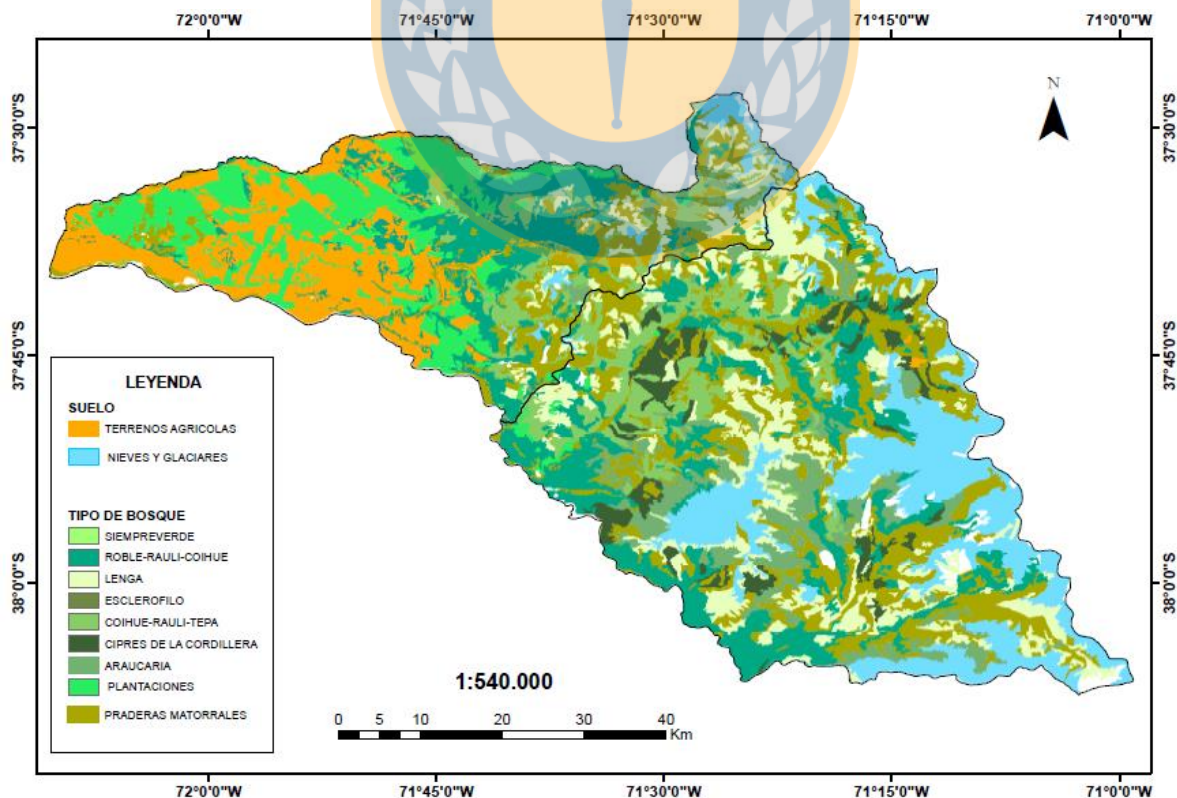 72°0'0"W 71°45'0"W 71°30'0"W 71°15'0"W 71°0'0"W
N
37°30'0"S 37°30'0"S
37°45'0"S 37°45'0"S
LEYENDA
SUELO
TERRENOS AGRICOLAS
NIEVES Y GLACIARES
TIPO DE BOSQUE
SIEMPREVERDE
ROBLE-RAULI-COIHUE
LENGA
ESCLEROFILO
COIHUE-RAULI-TEPA
CIPRES DE LA CORDILLERA
ARAUCARIA
PLANTACIONES
PRADERAS MATORRALES
38°0'0"S 38°0'0"S
1:540.000
0 5 10 20 30 40
Km
72°0'0"W 71°45'0"W 71°30'0"W 71°15'0"W 71°0'0"W